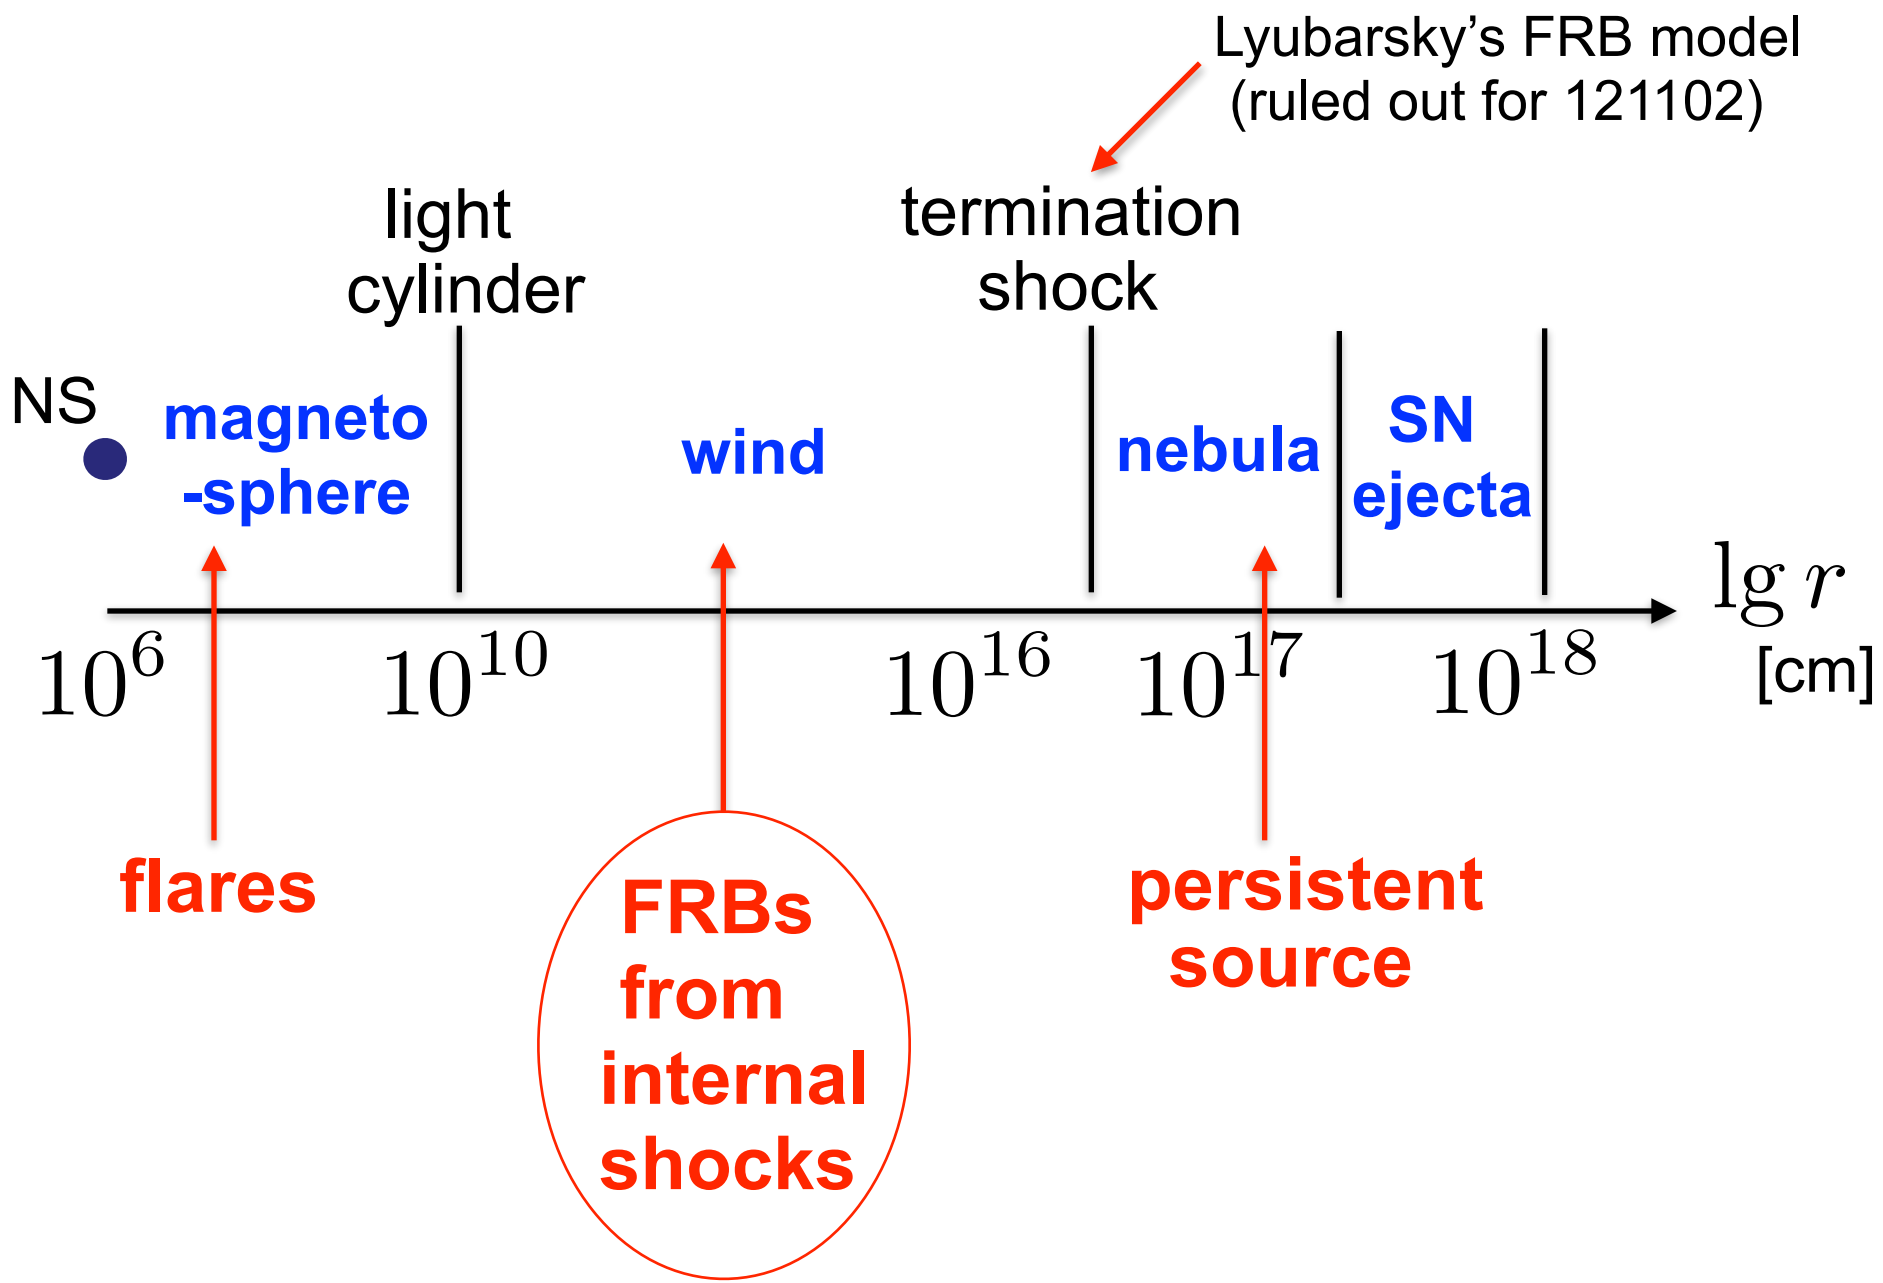 Lyubarsky’s FRB model
(ruled out for 121102)
light
cylinder
termination
shock
NS
magneto
-sphere
wind
nebula
SN
ejecta
lg r
[cm]
10^6
10^10
10^16
10^17
10^18
flares
FRBs
from
internal
shocks
persistent
source